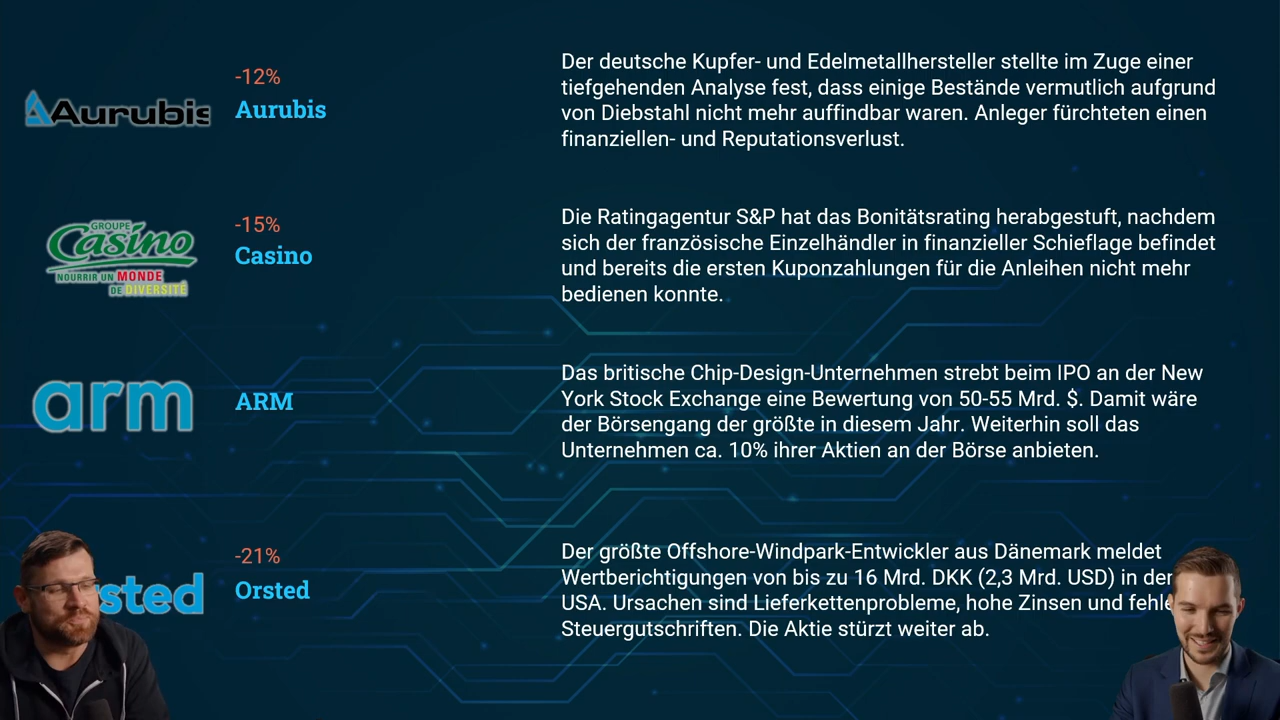 -12%
Aurubis
Aurubis
Der deutsche Kupfer- und Edelmetallhersteller stellte im Zuge einer
tiefgehenden Analyse fest, dass einige Bestände vermutlich aufgrund
von Diebstahl nicht mehr auffindbar waren. Anleger fürchteten einen
finanziellen- und Reputationsverlust.
GROUPE
Casino
NOURRIR UN MONDE
DE DIVERSITÉ
-15%
Casino
Die Ratingagentur S&P hat das Bonitätsrating herabgestuft, nachdem
sich der französische Einzelhändler in finanzieller Schieflage befindet
und bereits die ersten Kuponzahlungen für die Anleihen nicht mehr
bedienen konnte.
arm
ARM
Das britische Chip-Design-Unternehmen strebt beim IPO an der New
York Stock Exchange eine Bewertung von 50-55 Mrd. $. Damit wäre
der Börsengang der größte in diesem Jahr. Weiterhin soll das
Unternehmen ca. 10% ihrer Aktien an der Börse anbieten.
sted
-21%
Orsted
Der größte Offshore-Windpark-Entwickler aus Dänemark meldet
Wertberichtigungen von bis zu 16 Mrd. DKK (2,3 Mrd. USD) in den
USA. Ursachen sind Lieferkettenprobleme, hohe Zinsen und fehle
Steuergutschriften. Die Aktie stürzt weiter ab.